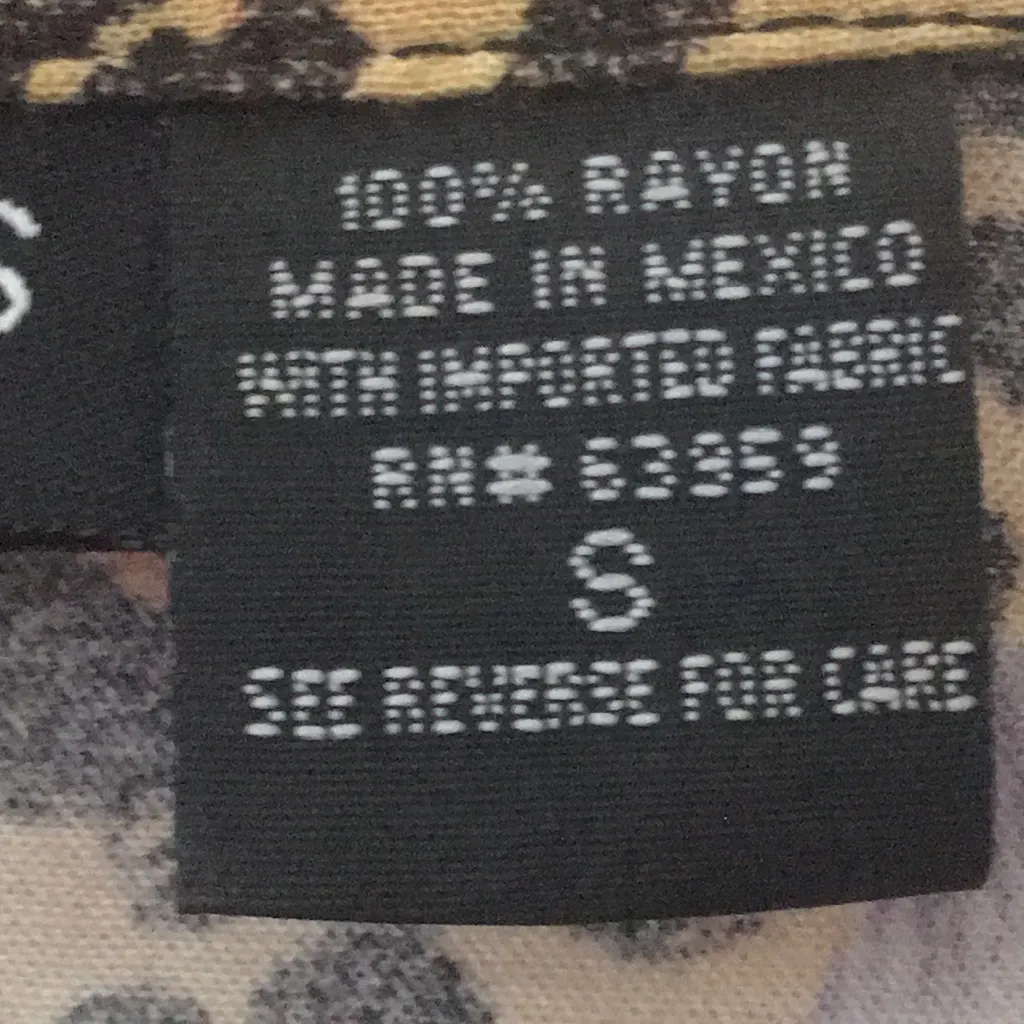 100% RAYON
MADE IN MEXICO
WITH IMPORTED FABRIC
RN# 63959
S
SEE REVERSE FOR CARE